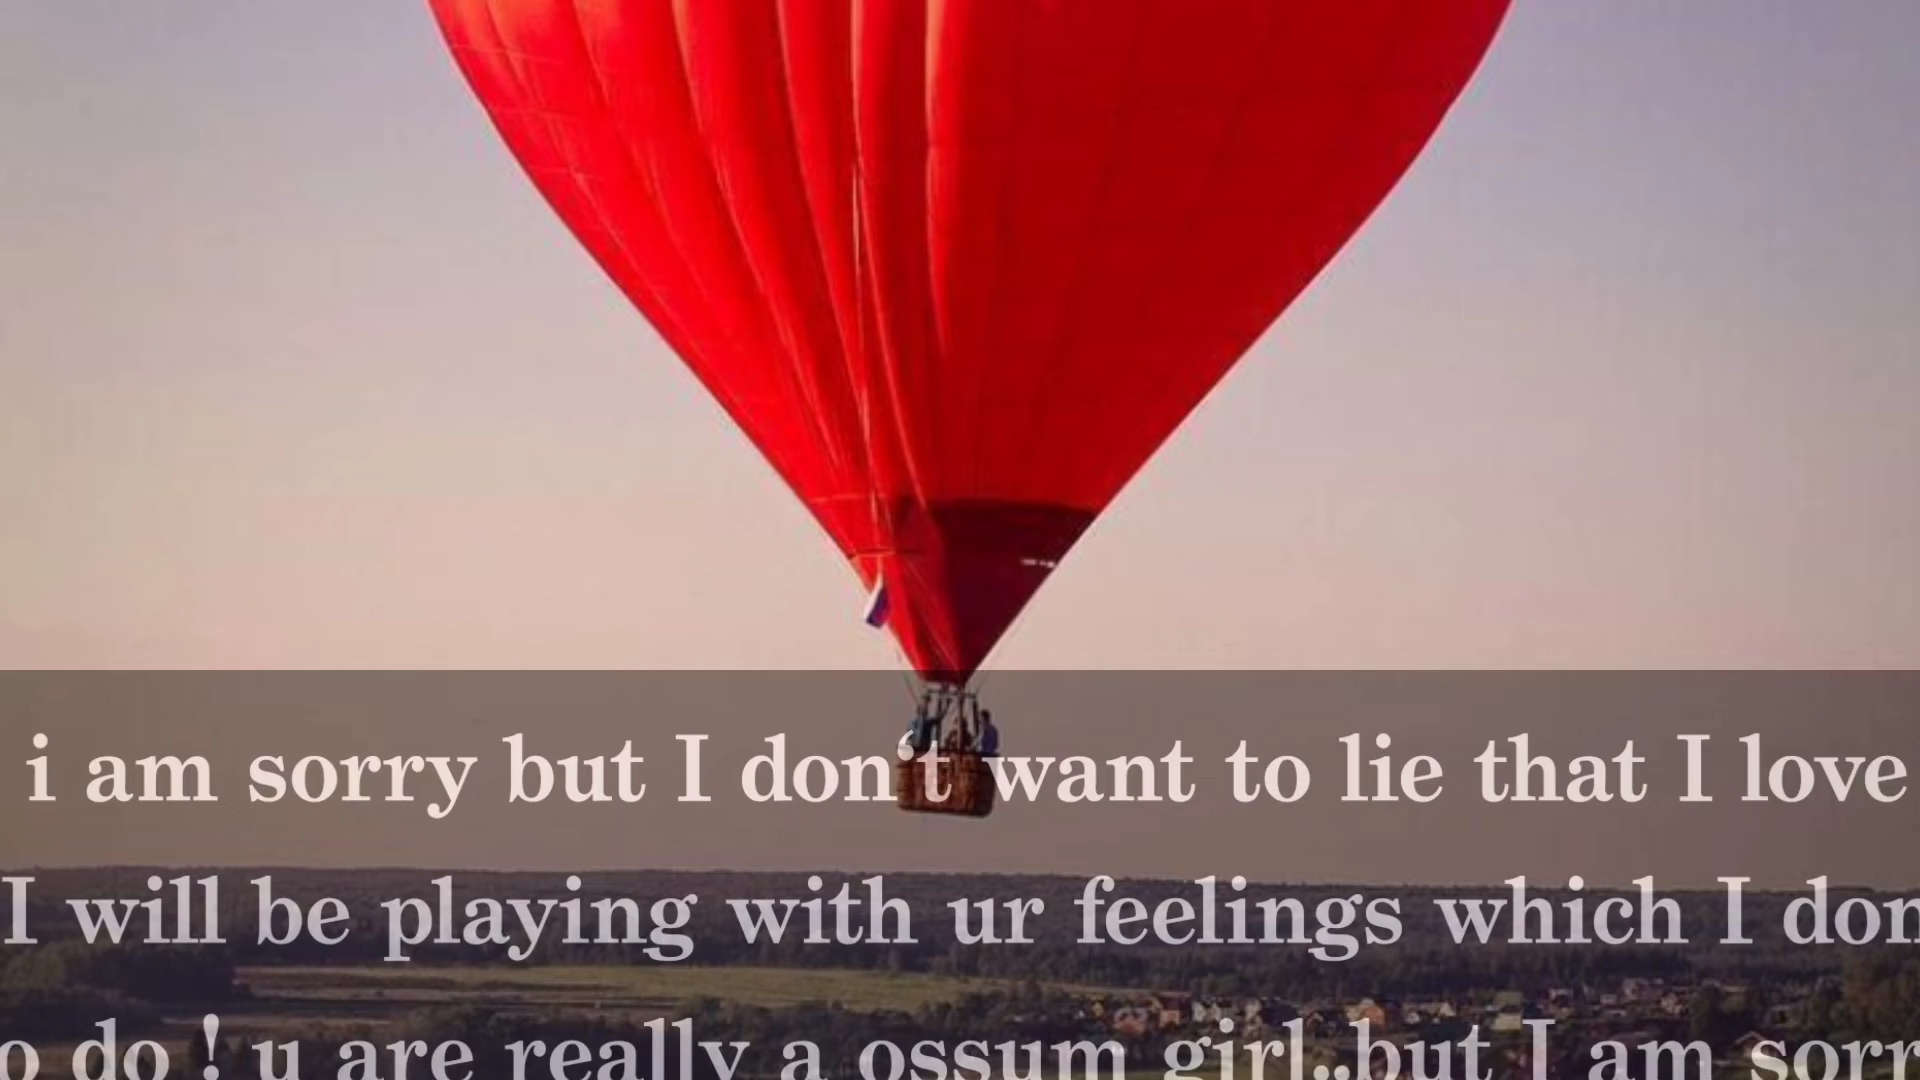 i am sorry but I don't want to lie that I love
I will be playing with ur feelings which I don
o do ! u are really a ossum girl..but I am sorr